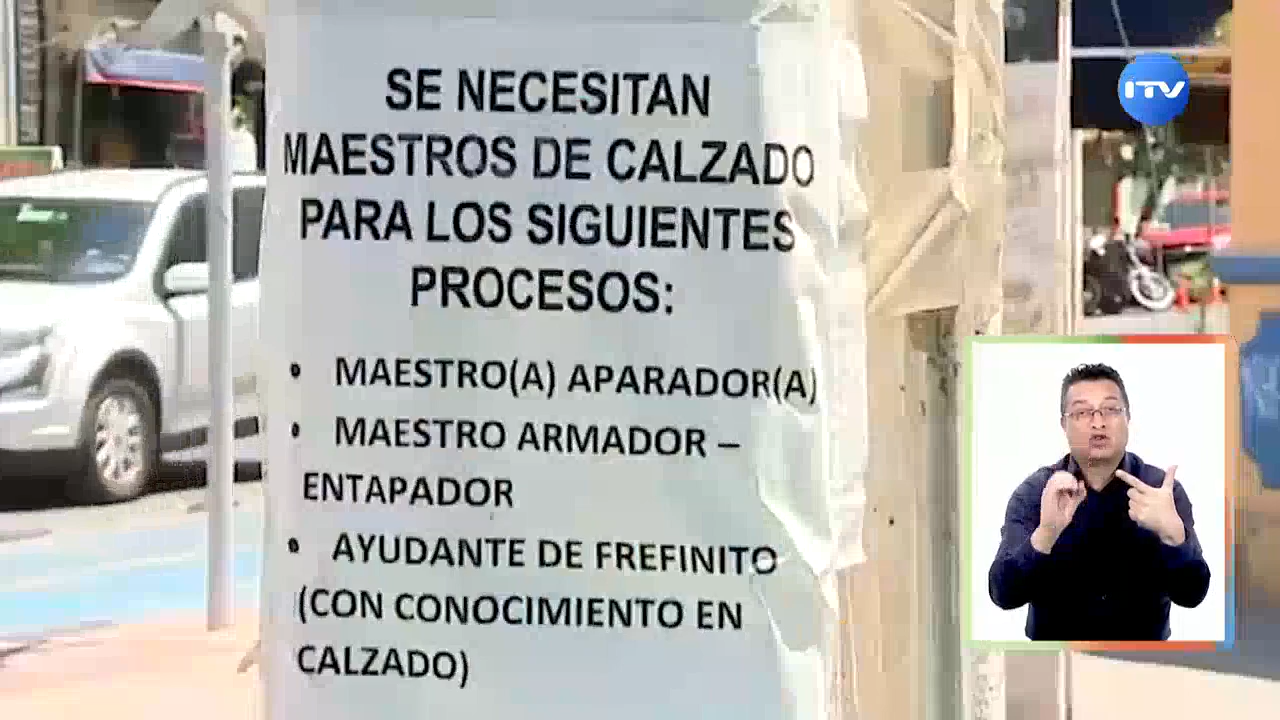 SE NECESITAN
MAESTROS DE CALZADO
PARA LOS SIGUIENTES
PROCESOS:
• MAESTRO(A) APARADOR(A)
• MAESTRO ARMADOR –
ENTAPADOR
• AYUDANTE DE FREFINITO
(CON CONOCIMIENTO EN
CALZADO)
ITV